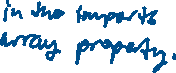 in the imports
array property.